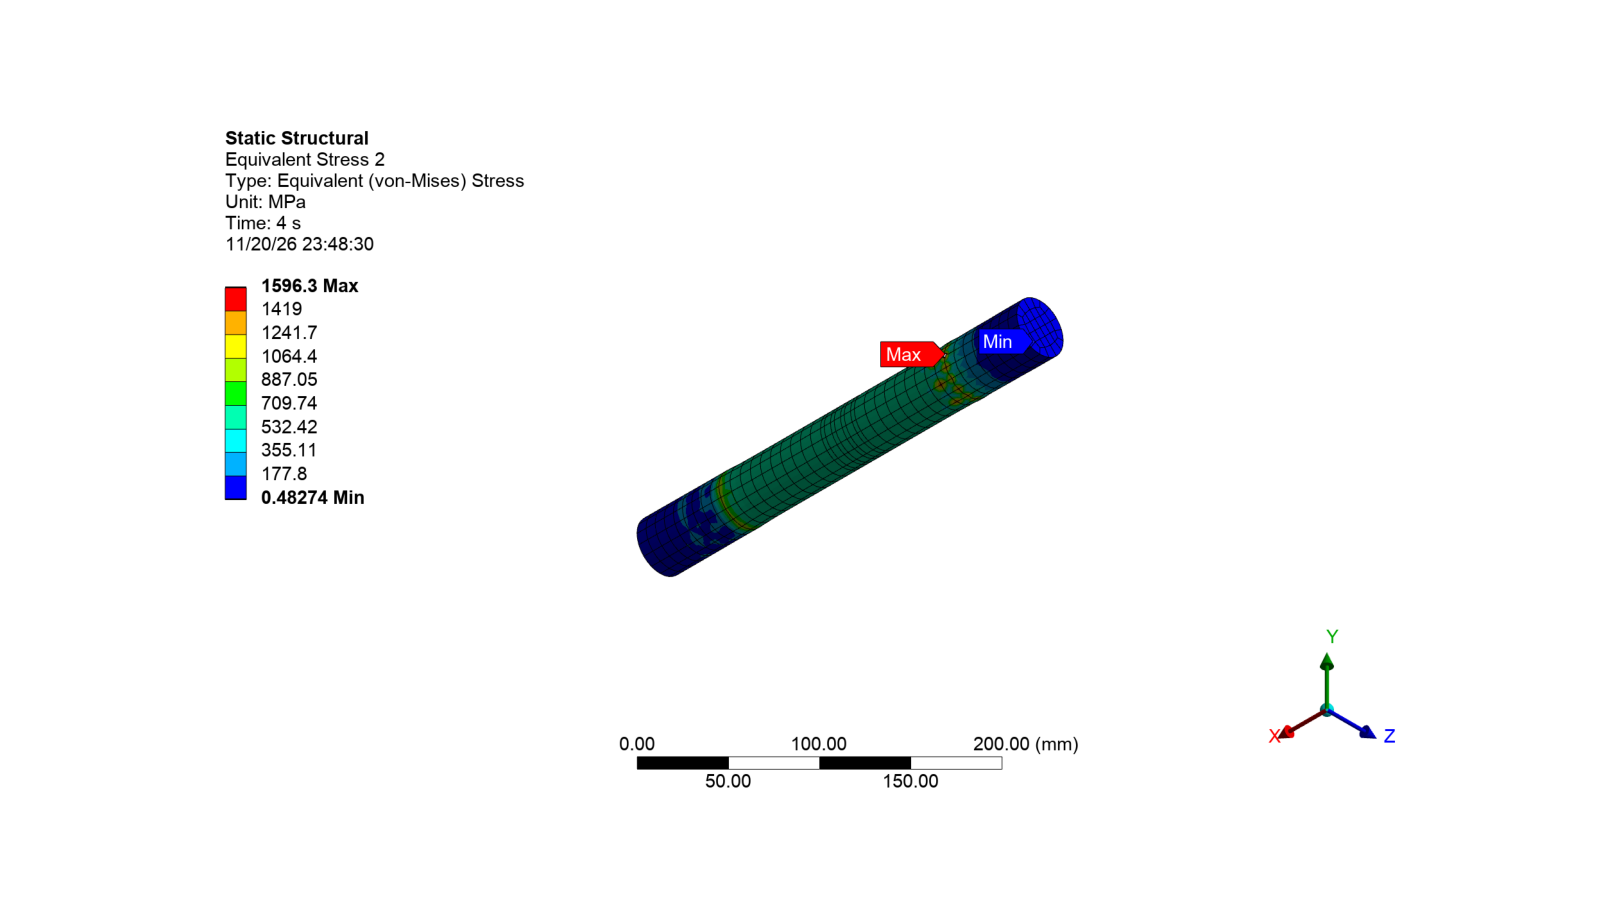 Static Structural
Equivalent Stress 2
Type: Equivalent (von-Mises) Stress
Unit: MPa
Time: 4 s
11/20/26 23:48:30
1596.3 Max
1419
1241.7
1064.4
887.05
709.74
532.42
355.11
177.8
0.48274 Min
Max
Min
Y
X
Z
0.00 100.00 200.00 (mm)
50.00 150.00